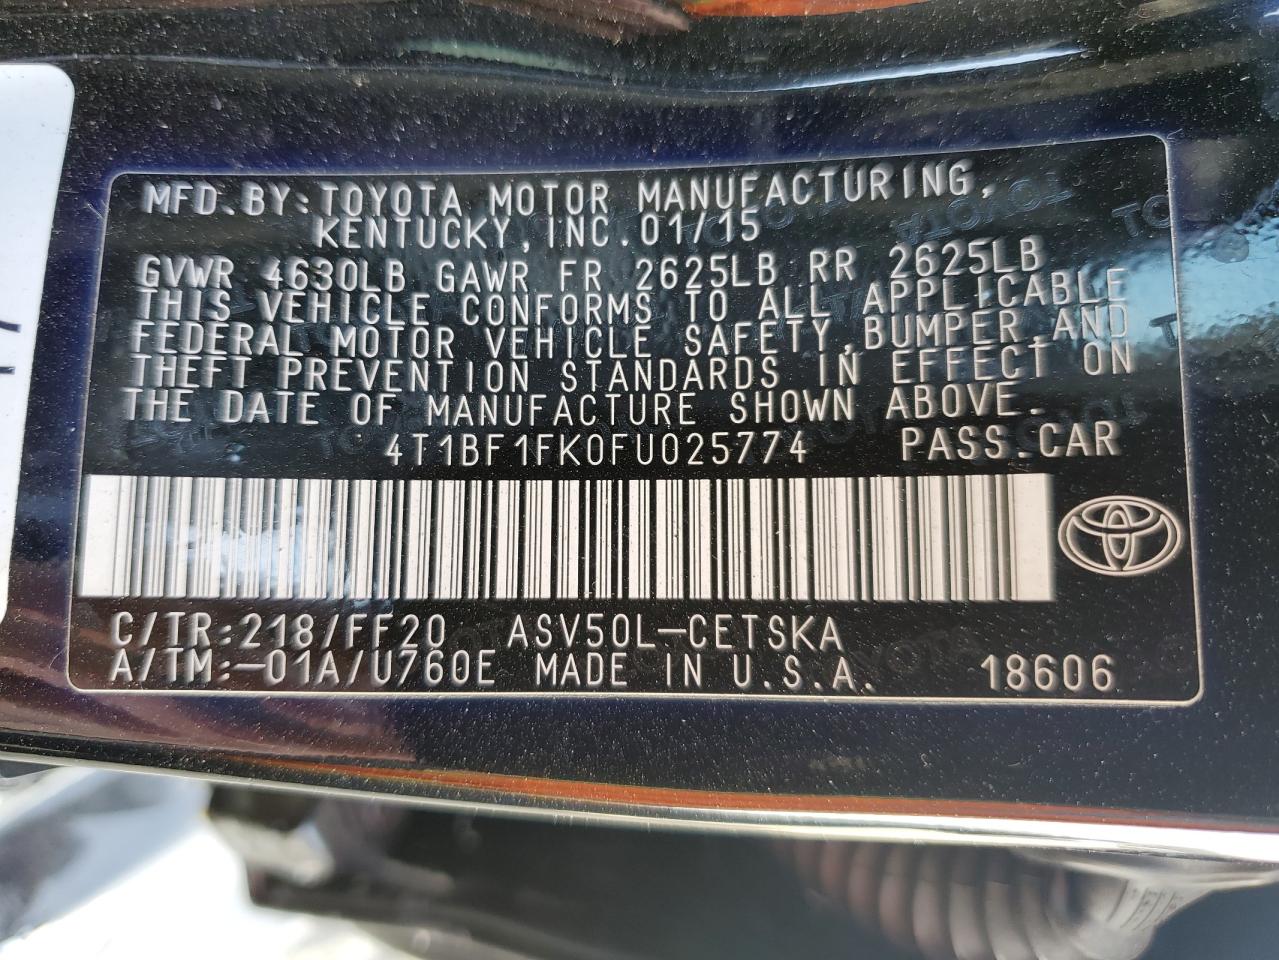 MFD.BY:TOYOTA MOTOR MANUFACTURING,
KENTUCKY,INC.01/15
GVWR 4630LB GAWR FR 2625LB RR 2625LB
THIS VEHICLE CONFORMS TO ALL APPLICABLE
FEDERAL MOTOR VEHICLE SAFETY,BUMPER,AND
THEFT PREVENTION STANDARDS IN EFFECT ON
THE DATE OF MANUFACTURE SHOWN ABOVE.
4T1BF1FK0FU025774 PASS.CAR
C/TR:218/FF20 ASV50L-CETSKA
A/TM:-01A/U760E MADE IN U.S.A. 18606